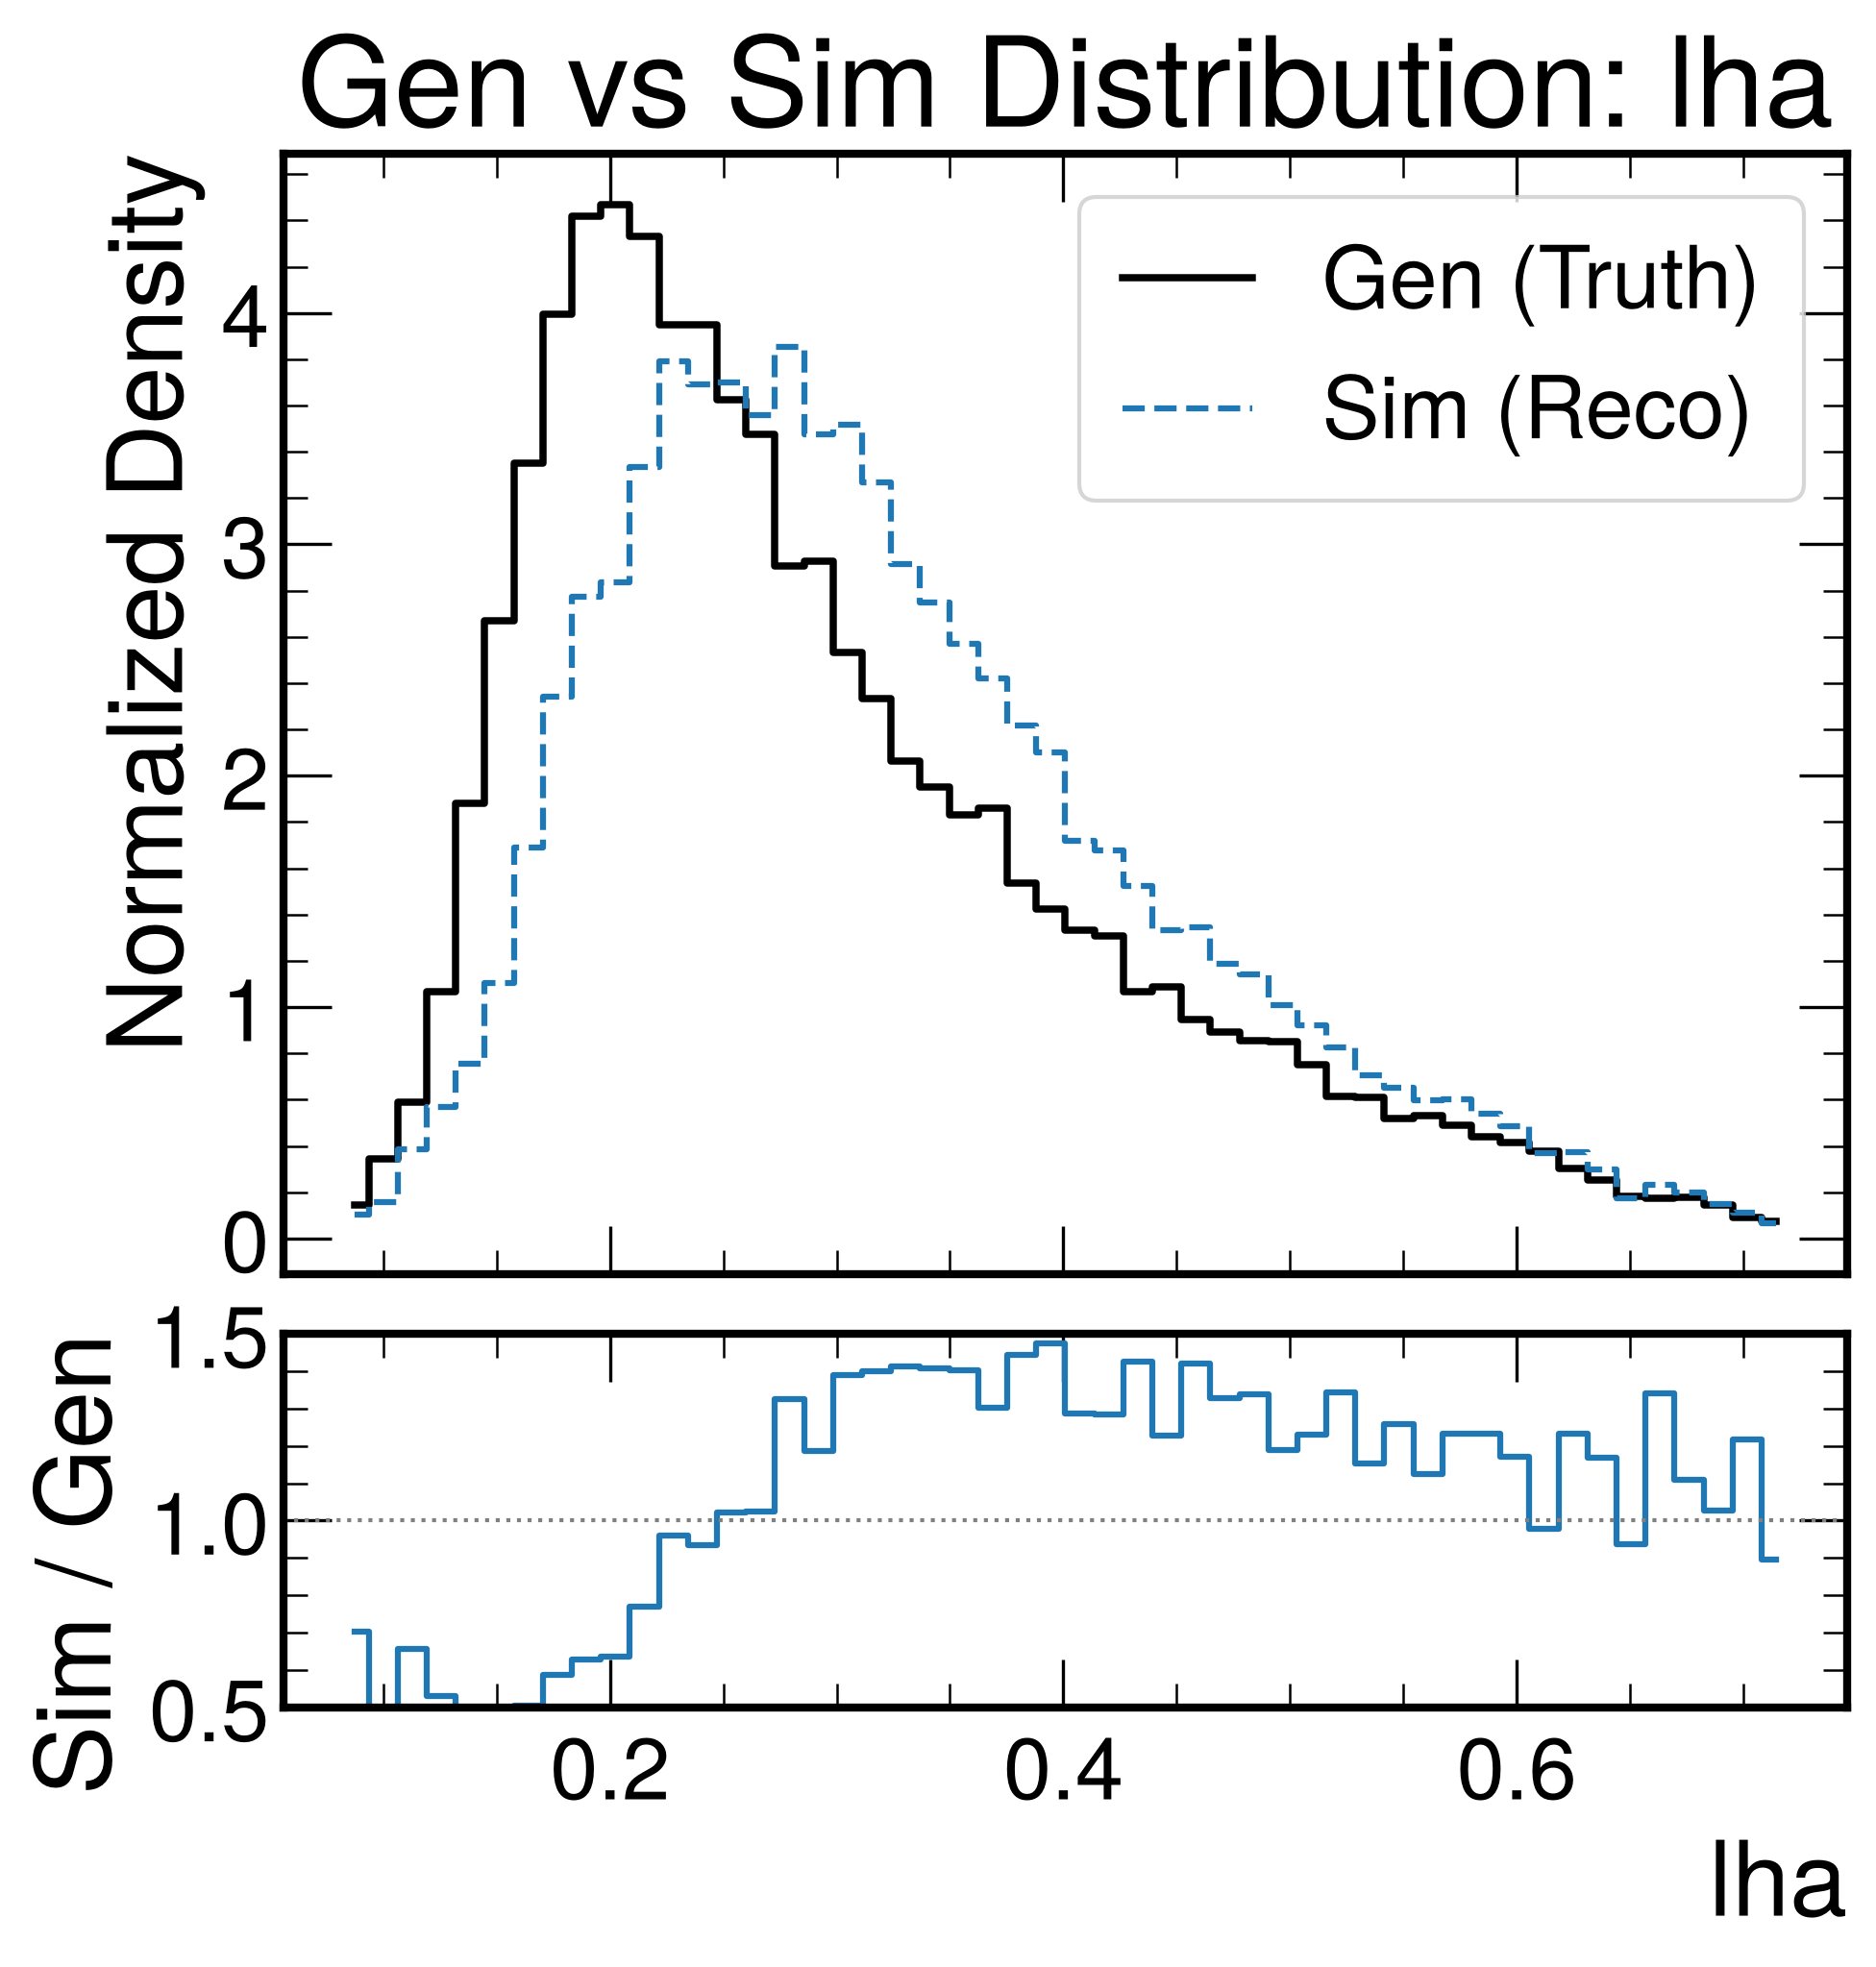 Gen vs Sim Distribution: lha
Normalized Density
4
3
2
1
0
Gen (Truth)
Sim (Reco)
Sim / Gen
1.5
1.0
0.5
0.2 0.4 0.6
lha